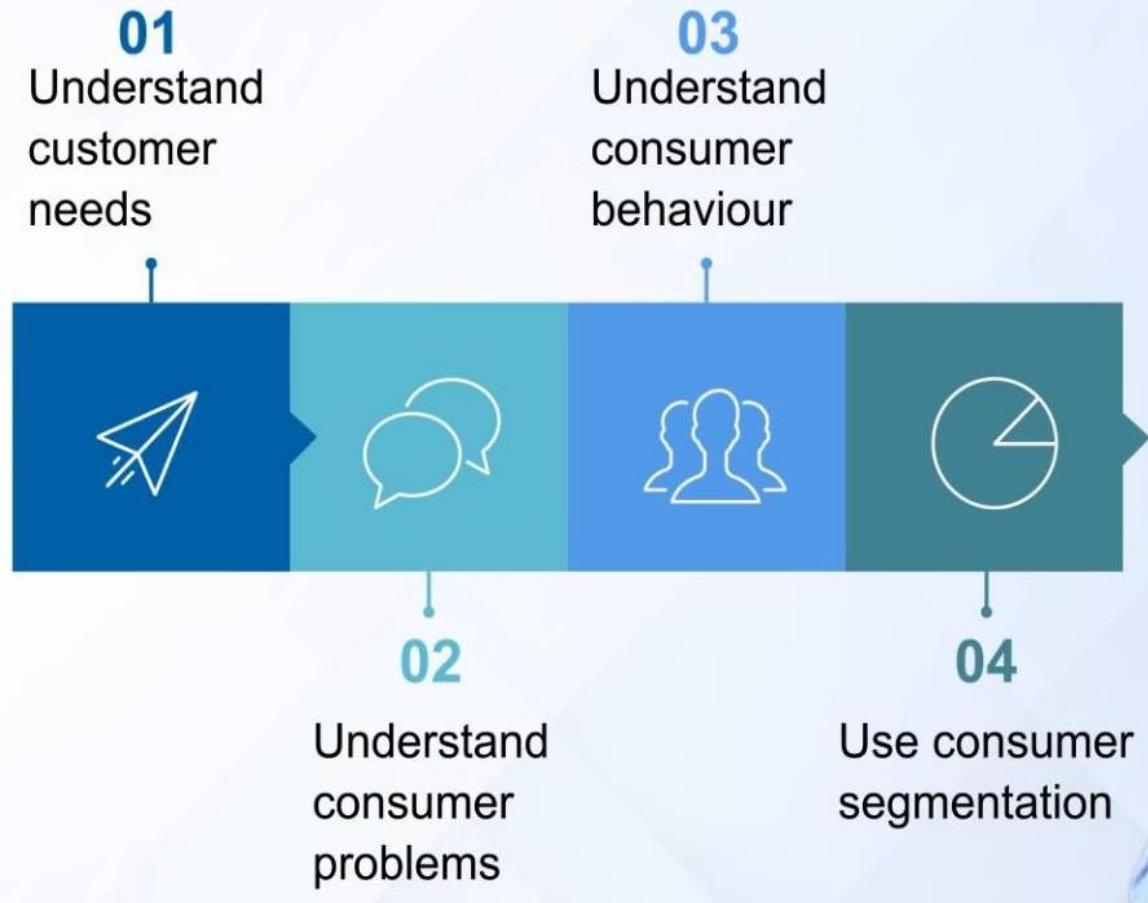 01
Understand
customer
needs
02
Understand
consumer
problems
03
Understand
consumer
behaviour
04
Use consumer
segmentation